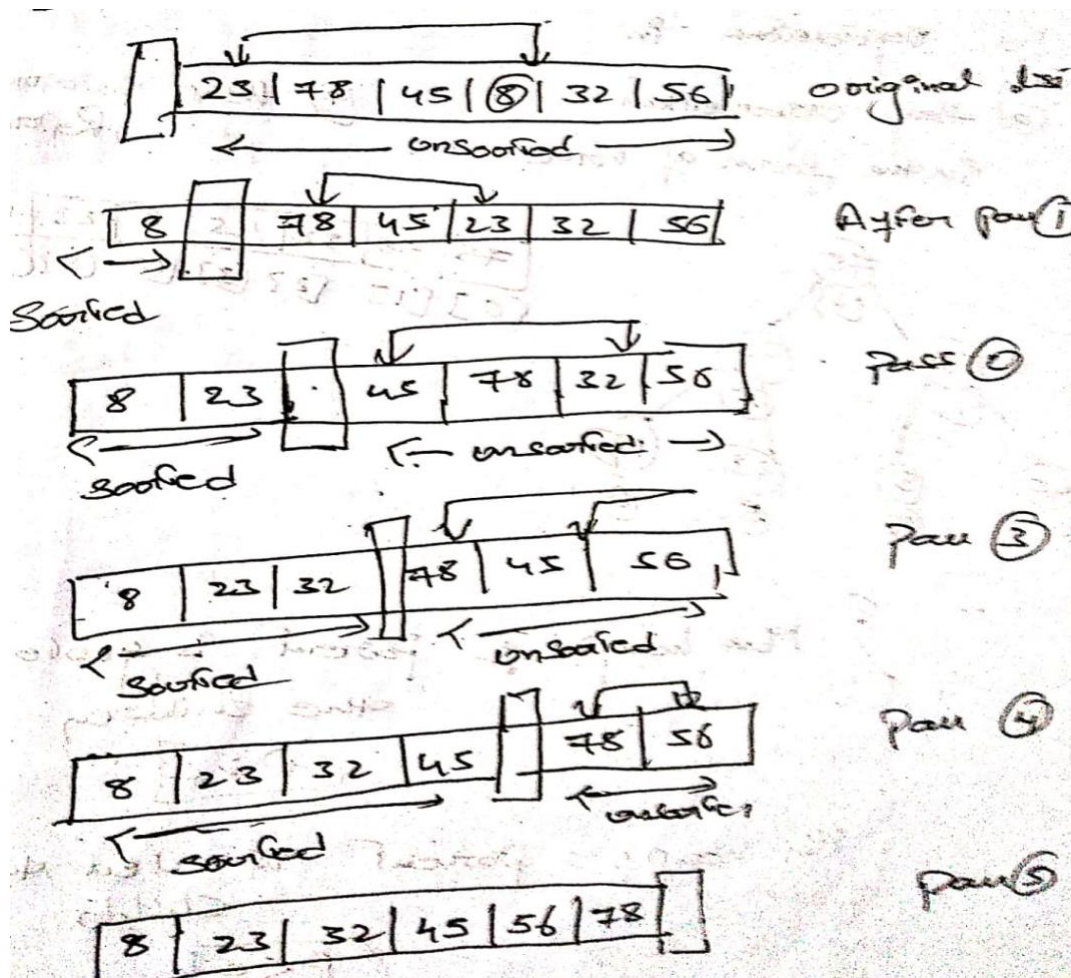 23 | 78 | 45 | 8 | 32 | 56 | original
unsorted
8 78 | 45 | 23 | 32 | 56 After pass 1
Sorted
8 | 23 | 45 | 78 | 32 | 56 pass 2
sorted unsorted
8 | 23 | 32 78 | 45 | 56 pass 3
sorted unsorted
8 | 23 | 32 | 45 78 | 56 pass 4
sorted unsorted
8 | 23 | 32 | 45 | 56 | 78 pass 5